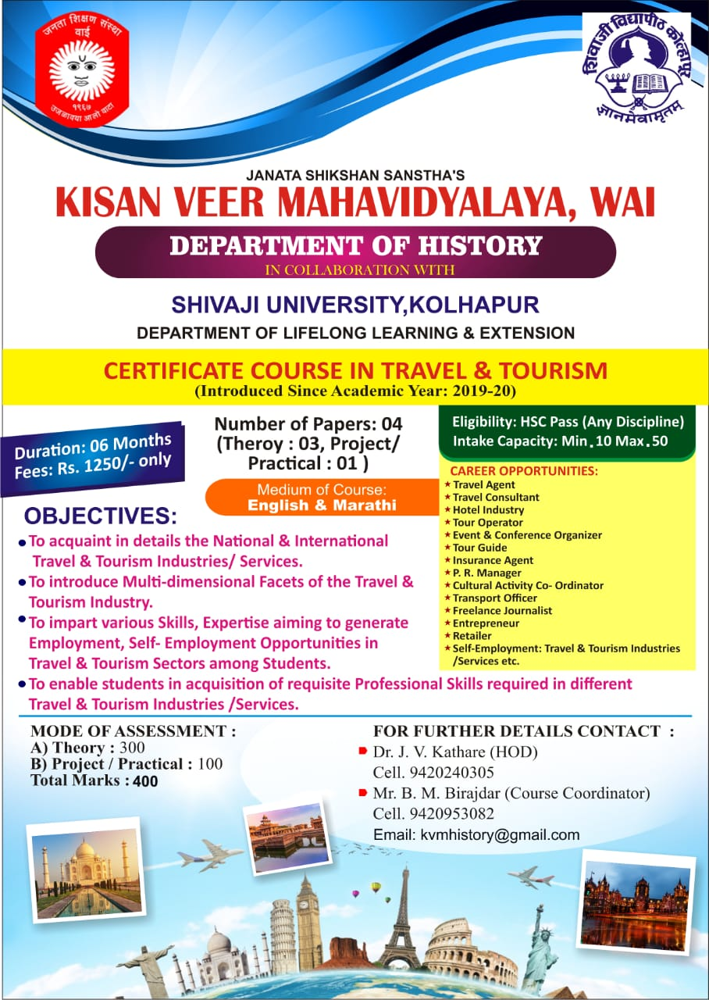 जनता शिक्षण संस्था
वाई
१९६७
उजळावया आलो वाटा
शिवाजी विद्यापीठ कोल्हापूर
ज्ञानमेवामृतम्
JANATA SHIKSHAN SANSTHA'S
KISAN VEER MAHAVIDYALAYA, WAI
DEPARTMENT OF HISTORY
IN COLLABORATION WITH
SHIVAJI UNIVERSITY,KOLHAPUR
DEPARTMENT OF LIFELONG LEARNING & EXTENSION
CERTIFICATE COURSE IN TRAVEL & TOURISM
(Introduced Since Academic Year: 2019-20)
Duration: 06 Months
Fees: Rs. 1250/- only
Number of Papers: 04
(Theroy : 03, Project/
Practical : 01 )
Medium of Course:
English & Marathi
Eligibility: HSC Pass (Any Discipline)
Intake Capacity: Min.10 Max.50
CAREER OPPORTUNITIES:
★ Travel Agent
★ Travel Consultant
★ Hotel Industry
★ Tour Operator
★ Event & Conference Organizer
★ Tour Guide
★ Insurance Agent
★ P. R. Manager
★ Cultural Activity Co- Ordinator
★ Transport Officer
★ Freelance Journalist
★ Entrepreneur
★ Retailer
★ Self-Employment: Travel & Tourism Industries
/Services etc.
OBJECTIVES:
● To acquaint in details the National & International
Travel & Tourism Industries/ Services.
● To introduce Multi-dimensional Facets of the Travel &
Tourism Industry.
● To impart various Skills, Expertise aiming to generate
Employment, Self- Employment Opportunities in
Travel & Tourism Sectors among Students.
● To enable students in acquisition of requisite Professional Skills required in different
Travel & Tourism Industries /Services.
MODE OF ASSESSMENT :
A) Theory : 300
B) Project / Practical : 100
Total Marks : 400
FOR FURTHER DETAILS CONTACT :
Dr. J. V. Kathare (HOD)
Cell. 9420240305
Mr. B. M. Birajdar (Course Coordinator)
Cell. 9420953082
Email: kvmhistory@gmail.com